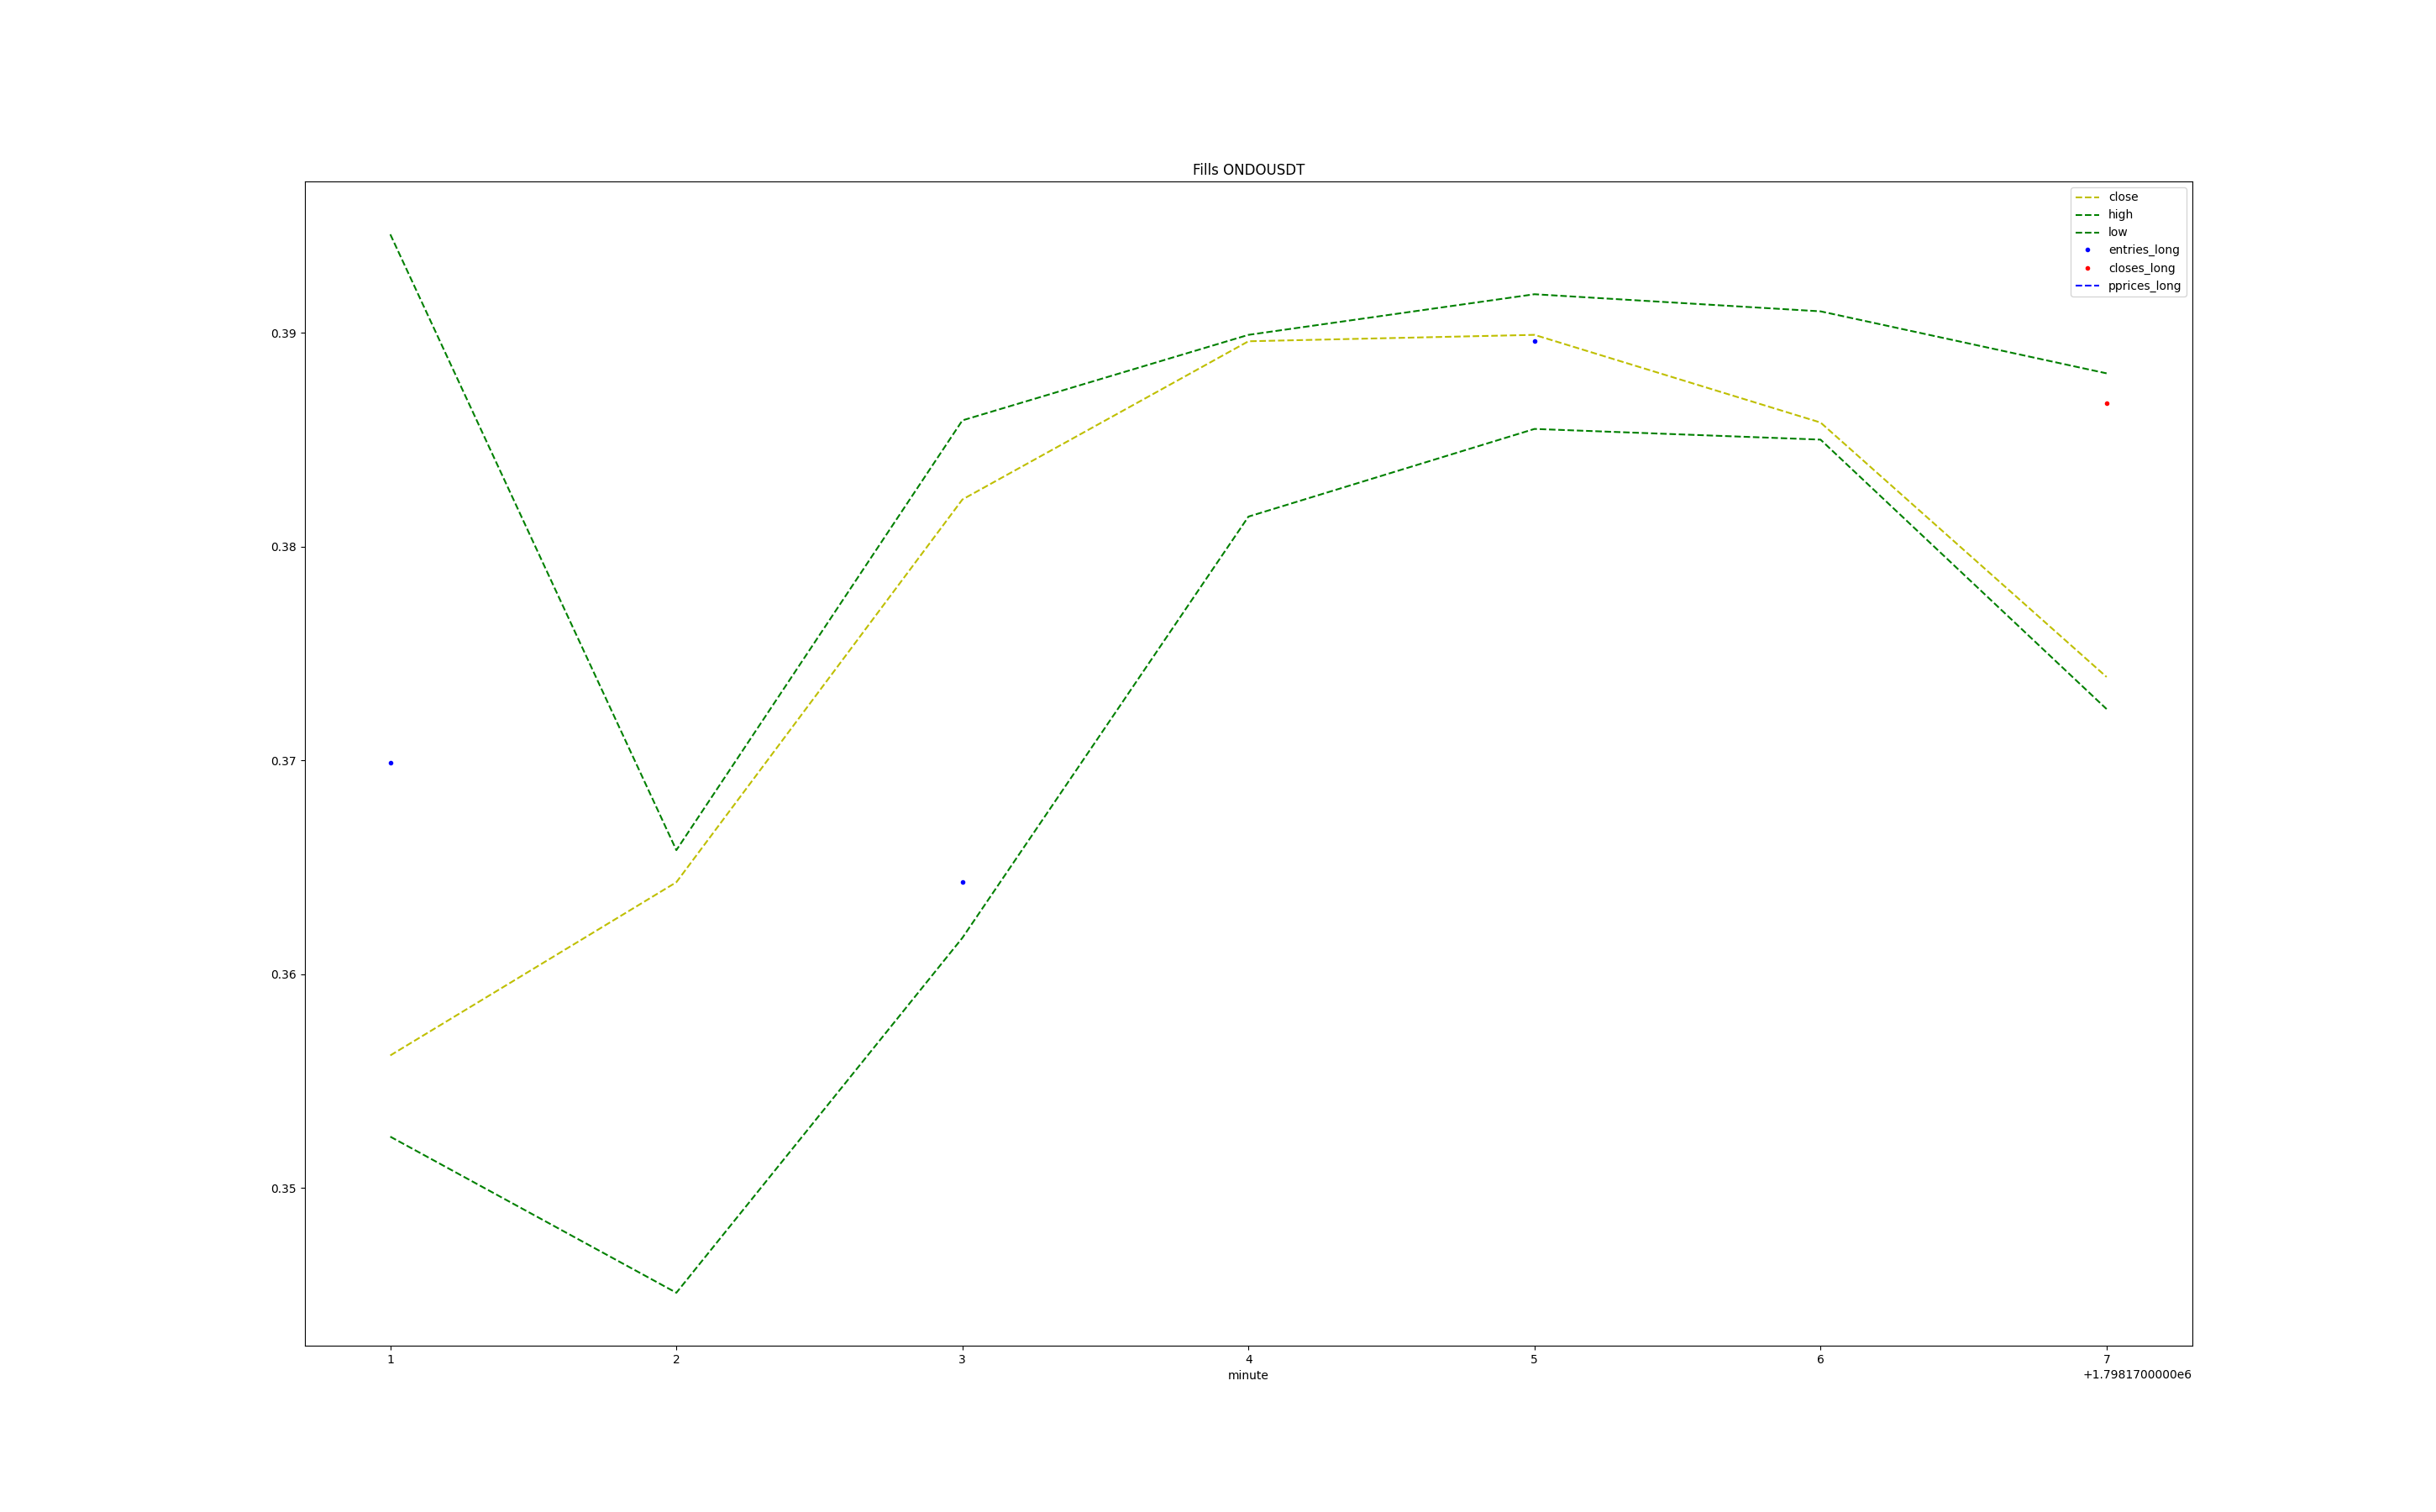 Fills ONDOUSDT
close
high
low
entries_long
closes_long
pprices_long
0.39
0.38
0.37
0.36
0.35
1 2 3 4 5 6 7
minute
+1.7981700000e6